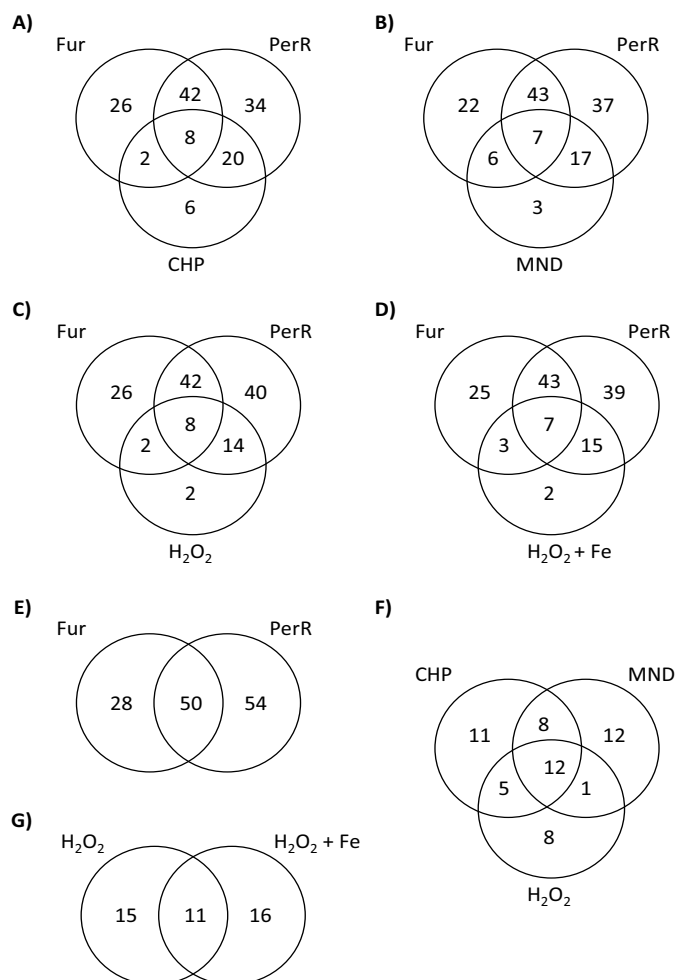 A)
Fur
PerR
26
42
34
8
2
20
6
CHP
B)
Fur
PerR
22
43
37
7
6
17
3
MND
C)
Fur
PerR
26
42
40
8
2
14
2
H₂O₂
D)
Fur
PerR
25
43
39
7
3
15
2
H₂O₂ + Fe
E)
Fur
PerR
28
50
54
F)
CHP
MND
11
8
12
12
5
1
8
H₂O₂
G)
H₂O₂
H₂O₂ + Fe
15
11
16